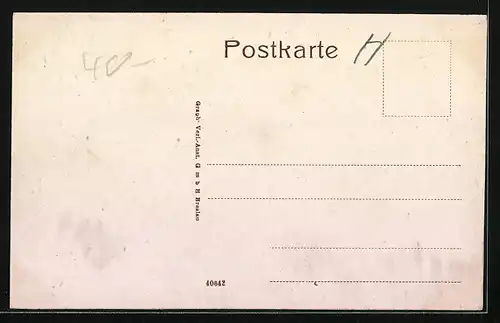 40-
Postkarte
H
Graph. Verl.-Anst. G m b H Breslau
40642